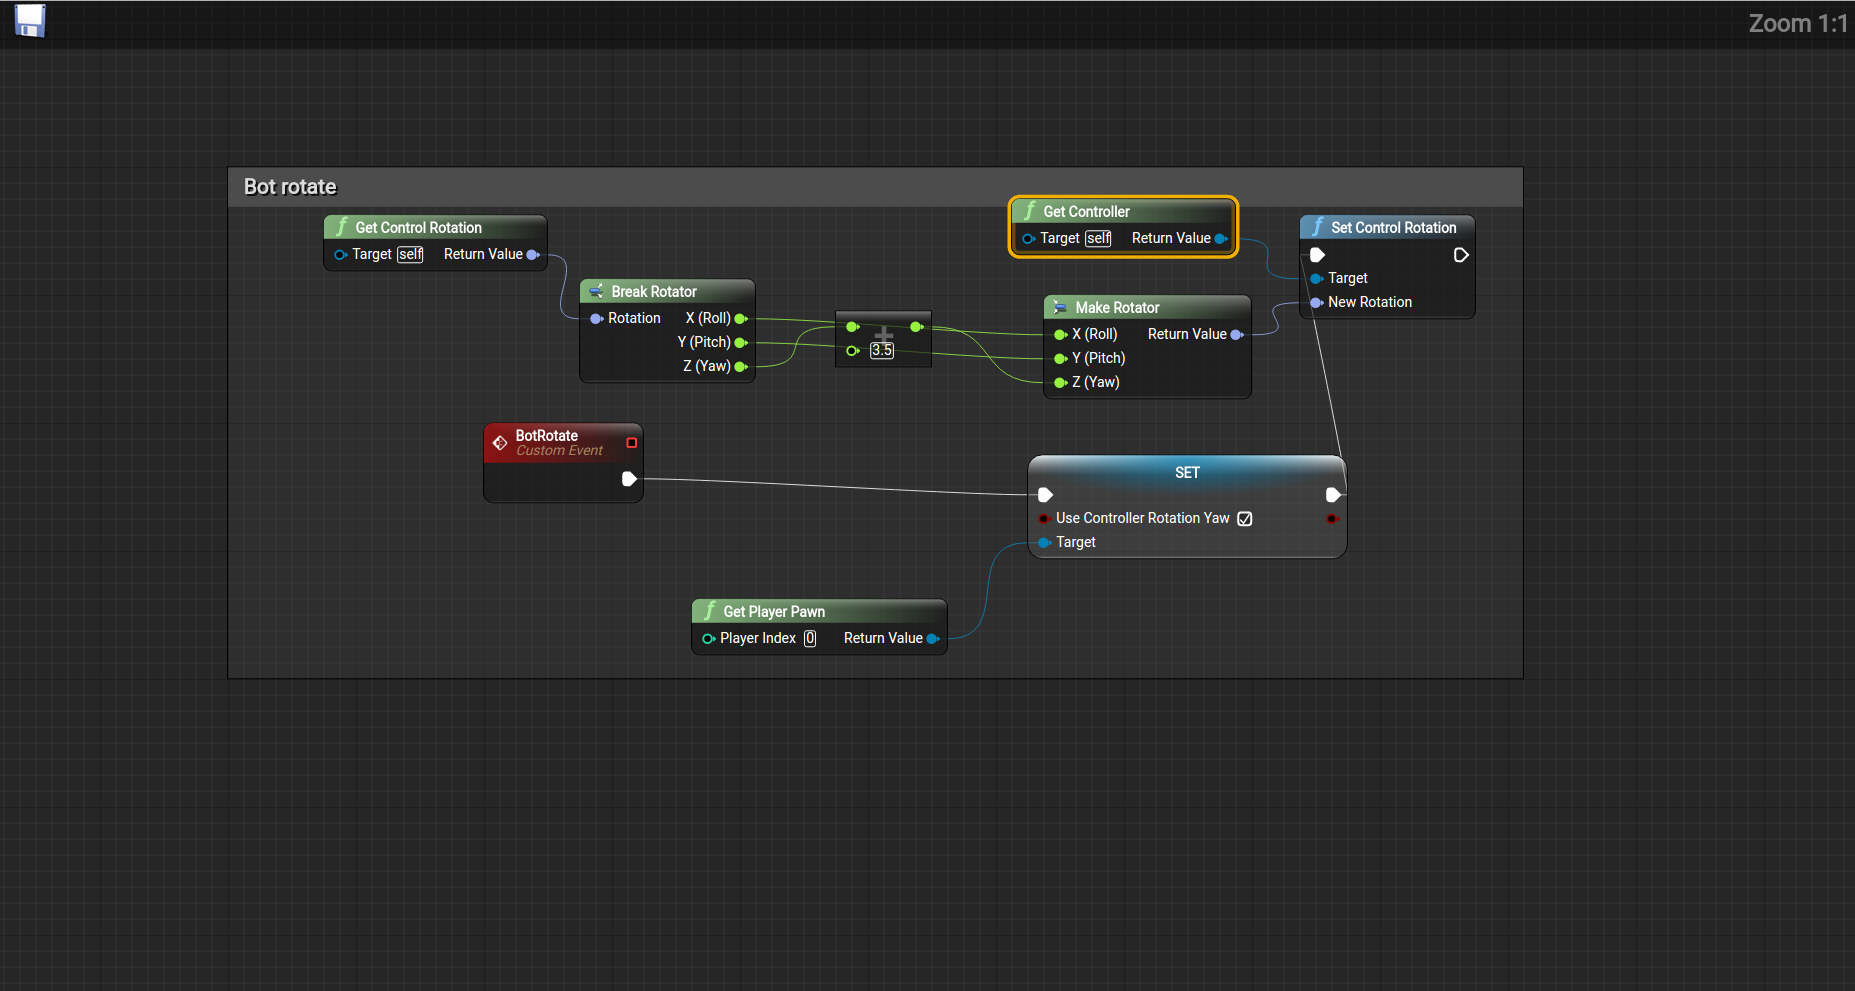 Zoom 1:1
Bot rotate
Get Control Rotation
Target self Return Value
Get Controller
Target self Return Value
Set Control Rotation
Target
New Rotation
Break Rotator
Rotation X (Roll)
Y (Pitch)
Z (Yaw)
3.5
Make Rotator
X (Roll) Return Value
Y (Pitch)
Z (Yaw)
BotRotate
Custom Event
SET
Use Controller Rotation Yaw
Target
Get Player Pawn
Player Index 0 Return Value